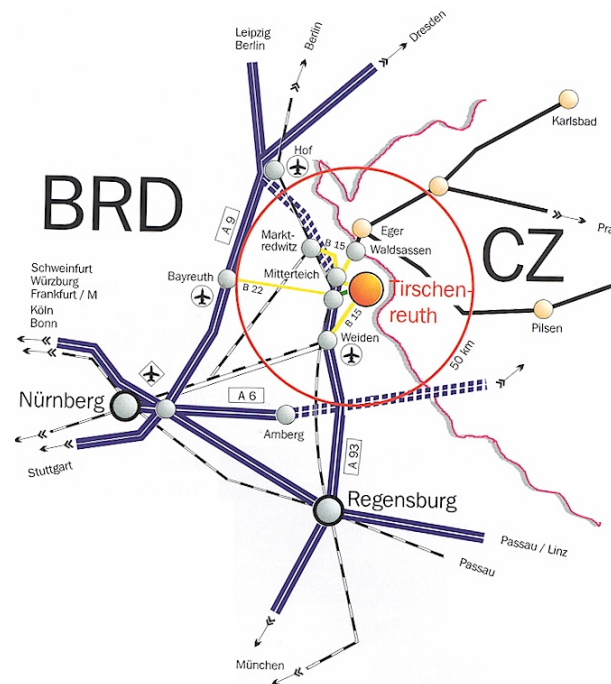 Leipzig
Berlin
Berlin
Dresden
Hof
Karlsbad
BRD
A 9
Markt-
redwitz
B 15
Eger
Waldsassen
CZ
Pra
Schweinfurt
Würzburg
Frankfurt / M
Köln
Bonn
Bayreuth
Mitterteich
B 22
Tirschen-
reuth
B 15
Pilsen
Weiden
50 km
Nürnberg
A 6
Amberg
Stuttgart
A 93
Regensburg
Passau / Linz
Passau
München